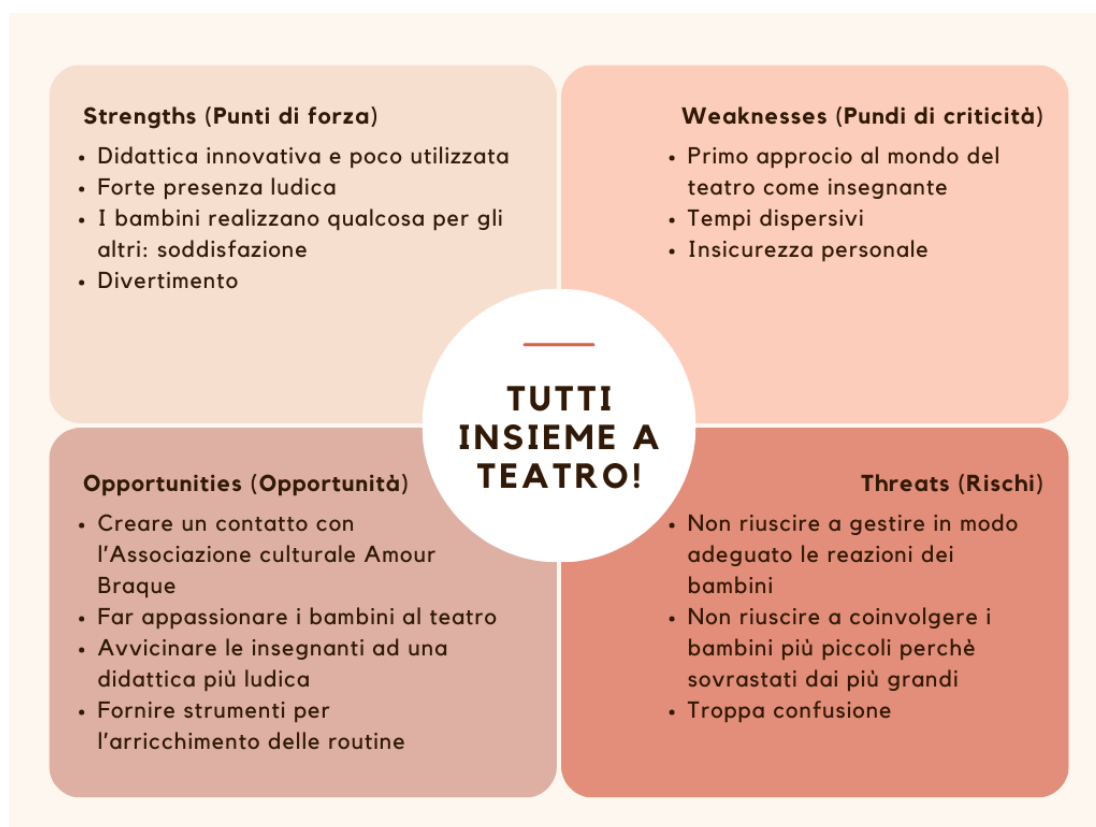 Strengths (Punti di forza)
• Didattica innovativa e poco utilizzata
• Forte presenza ludica
• I bambini realizzano qualcosa per gli
altri: soddisfazione
• Divertimento
Weaknesses (Pundi di criticità)
• Primo approcio al mondo del
teatro come insegnante
• Tempi dispersivi
• Insicurezza personale
TUTTI
INSIEME A
TEATRO!
Opportunities (Opportunità)
• Creare un contatto con
l’Associazione culturale Amour
Braque
• Far appassionare i bambini al teatro
• Avvicinare le insegnanti ad una
didattica più ludica
• Fornire strumenti per
l’arricchimento delle routine
Threats (Rischi)
• Non riuscire a gestire in modo
adeguato le reazioni dei
bambini
• Non riuscire a coinvolgere i
bambini più piccoli perchè
sovrastati dai più grandi
• Troppa confusione